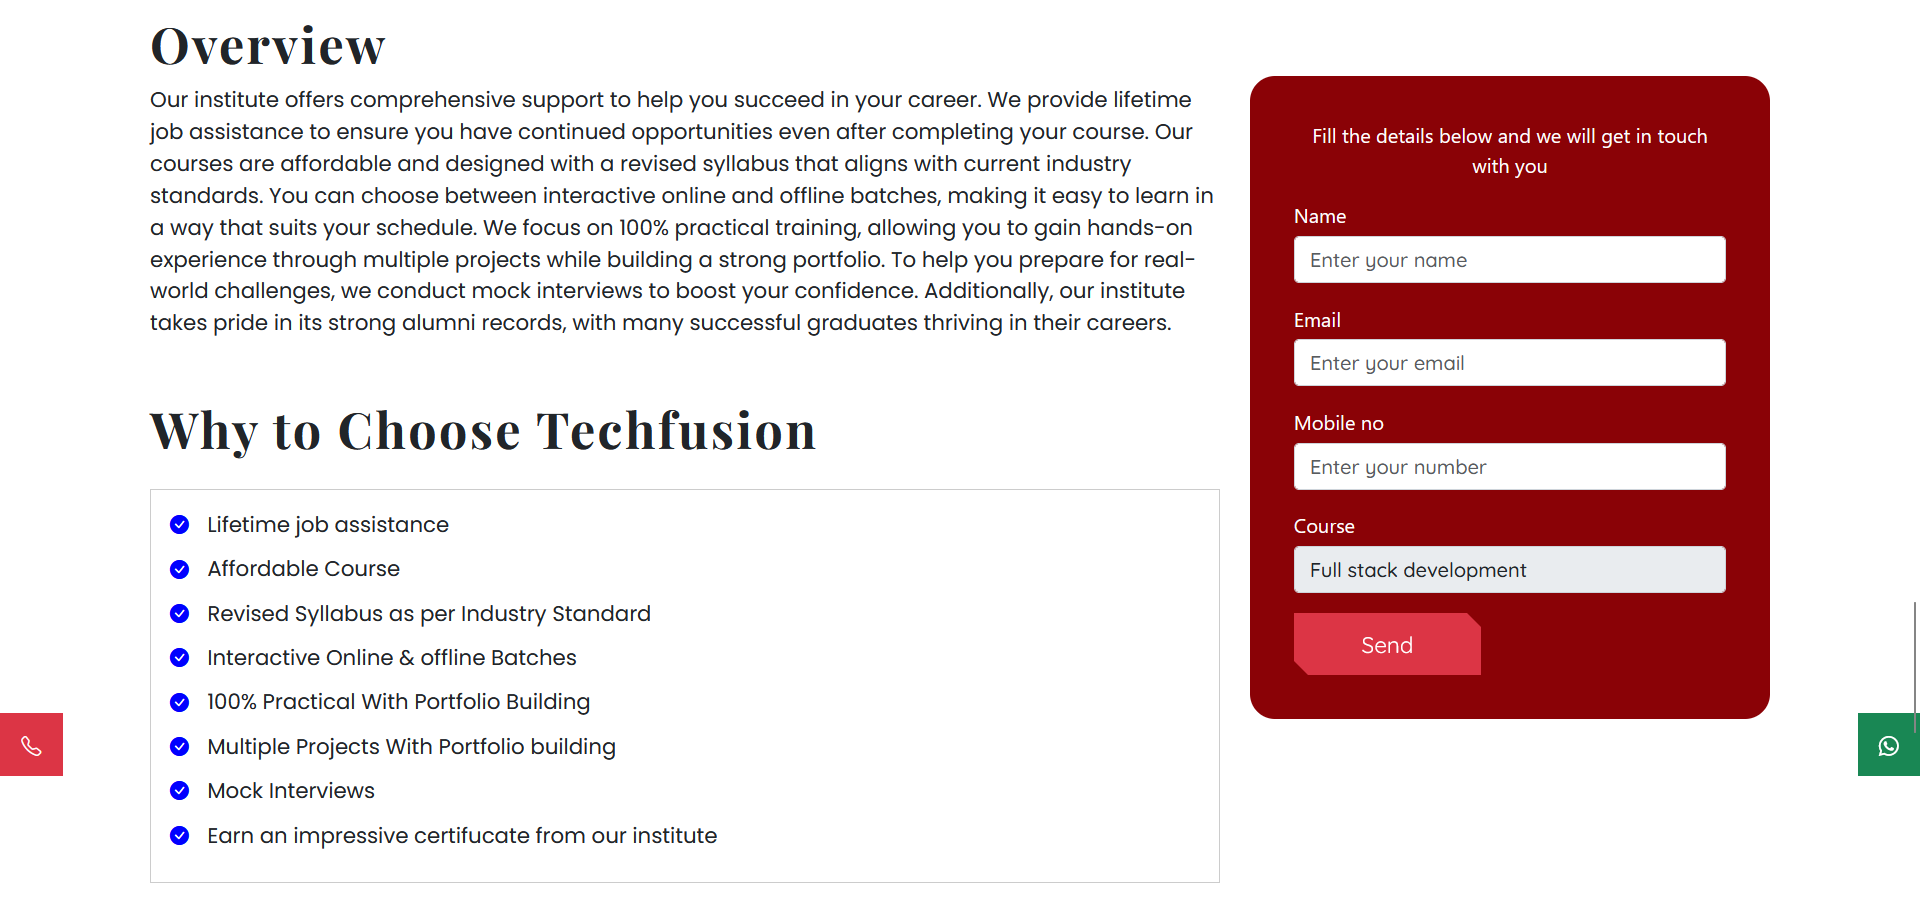 Overview
Our institute offers comprehensive support to help you succeed in your career. We provide lifetime
job assistance to ensure you have continued opportunities even after completing your course. Our
courses are affordable and designed with a revised syllabus that aligns with current industry
standards. You can choose between interactive online and offline batches, making it easy to learn in
a way that suits your schedule. We focus on 100% practical training, allowing you to gain hands-on
experience through multiple projects while building a strong portfolio. To help you prepare for real-
world challenges, we conduct mock interviews to boost your confidence. Additionally, our institute
takes pride in its strong alumni records, with many successful graduates thriving in their careers.
Why to Choose Techfusion
Lifetime job assistance
Affordable Course
Revised Syllabus as per Industry Standard
Interactive Online & offline Batches
100% Practical With Portfolio Building
Multiple Projects With Portfolio building
Mock Interviews
Earn an impressive certifucate from our institute
Fill the details below and we will get in touch
with you
Name
Enter your name
Email
Enter your email
Mobile no
Enter your number
Course
Full stack development
Send